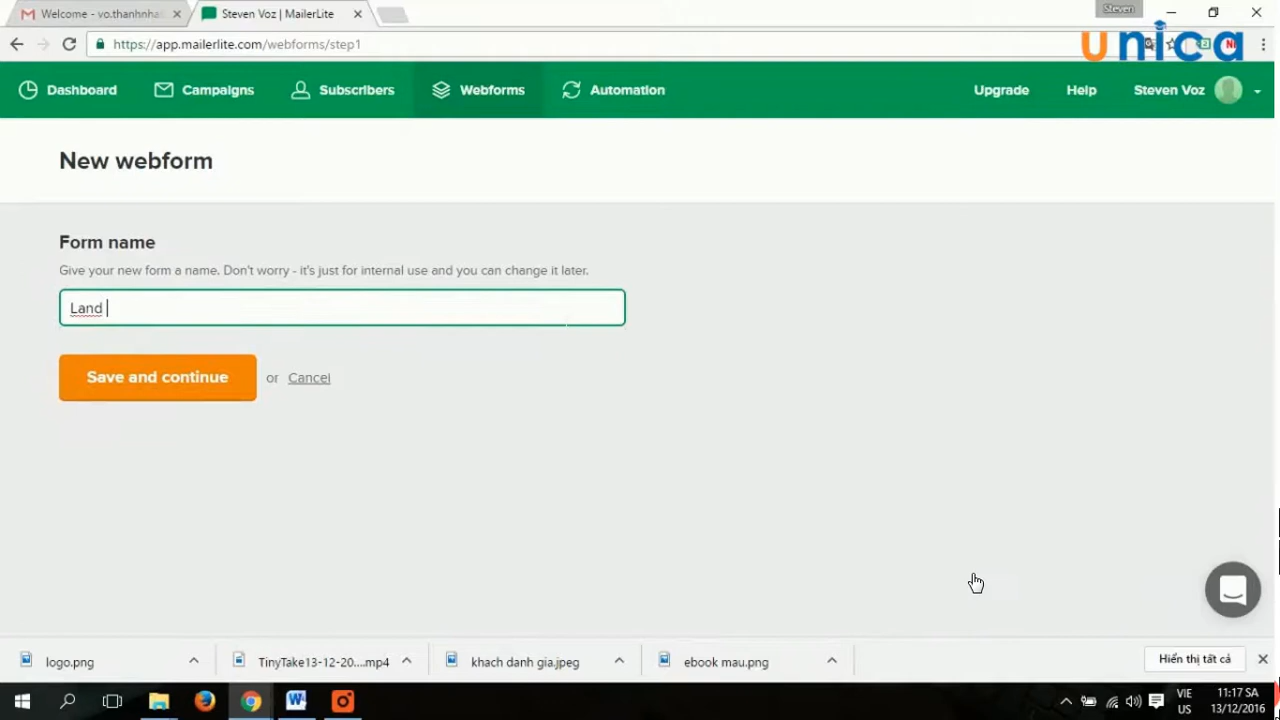 Welcome - vo.thanhnha
Steven Voz | MailerLite
Steven
https://app.mailerlite.com/webforms/step1
unica
Dashboard
Campaigns
Subscribers
Webforms
Automation
Upgrade
Help
Steven Voz
New webform
Form name
Give your new form a name. Don't worry - it's just for internal use and you can change it later.
Land
Save and continue
or
Cancel
logo.png
TinyTake13-12-20....mp4
khach danh gia.jpeg
ebook mau.png
Hiển thị tất cả
VIE
US
11:17 SA
13/12/2016